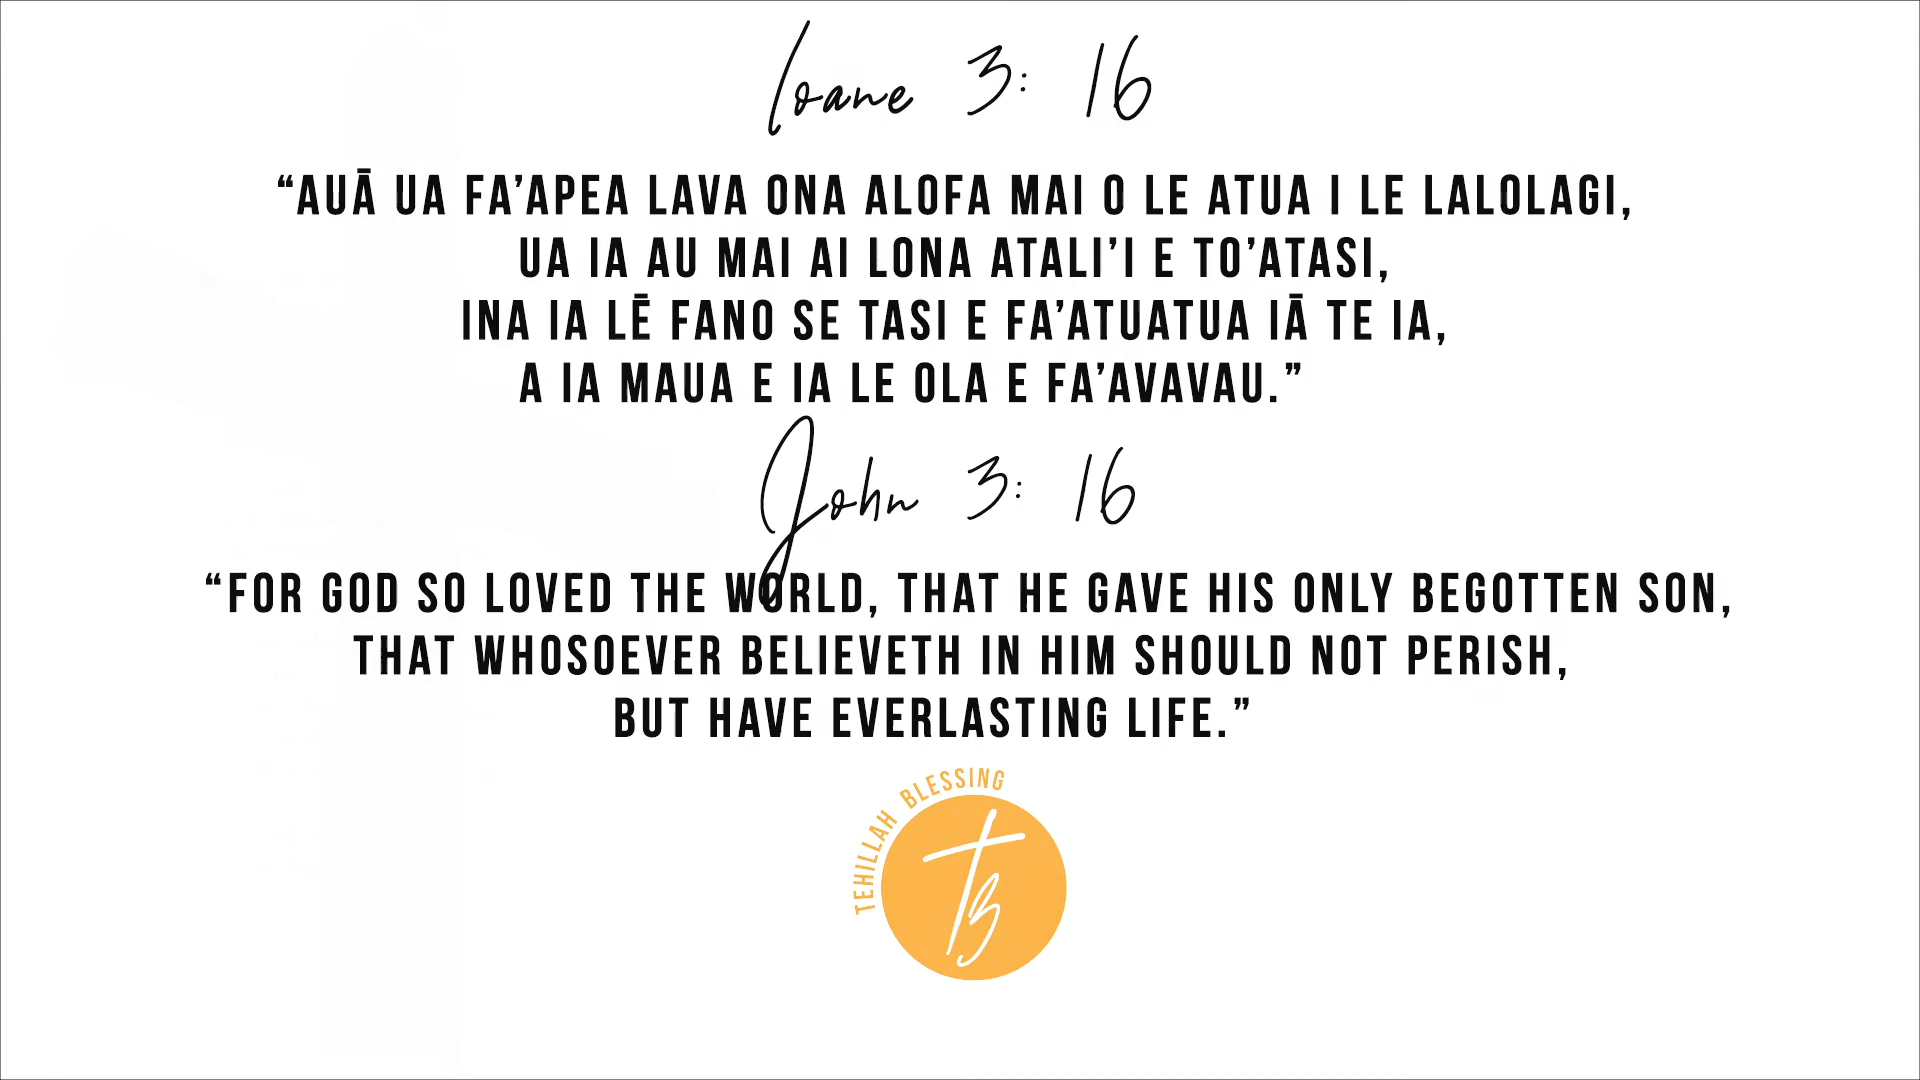 Ioane 3: 16
“AUĀ UA FA’APEA LAVA ONA ALOFA MAI O LE ATUA I LE LALOLAGI,
UA IA AU MAI AI LONA ATALI’I E TO’ATASI,
INA IA LĒ FANO SE TASI E FA’ATUATUA IĀ TE IA,
A IA MAUA E IA LE OLA E FA’AVAVAU.”
John 3: 16
“FOR GOD SO LOVED THE WORLD, THAT HE GAVE HIS ONLY BEGOTTEN SON,
THAT WHOSOEVER BELIEVETH IN HIM SHOULD NOT PERISH,
BUT HAVE EVERLASTING LIFE.”
TEHILLAH BLESSING
TB